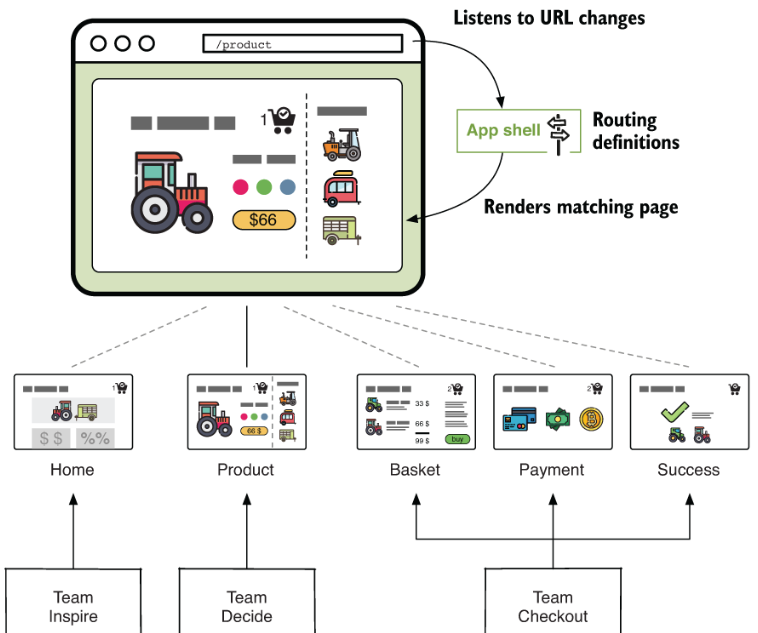 Listens to URL changes
/product
App shell
Routing
definitions
Renders matching page
1
$66
1
$ $
%%
Home
1
66 $
Product
2
33 $
66 $
99 $
buy
Basket
2
Payment
Success
Team
Inspire
Team
Decide
Team
Checkout